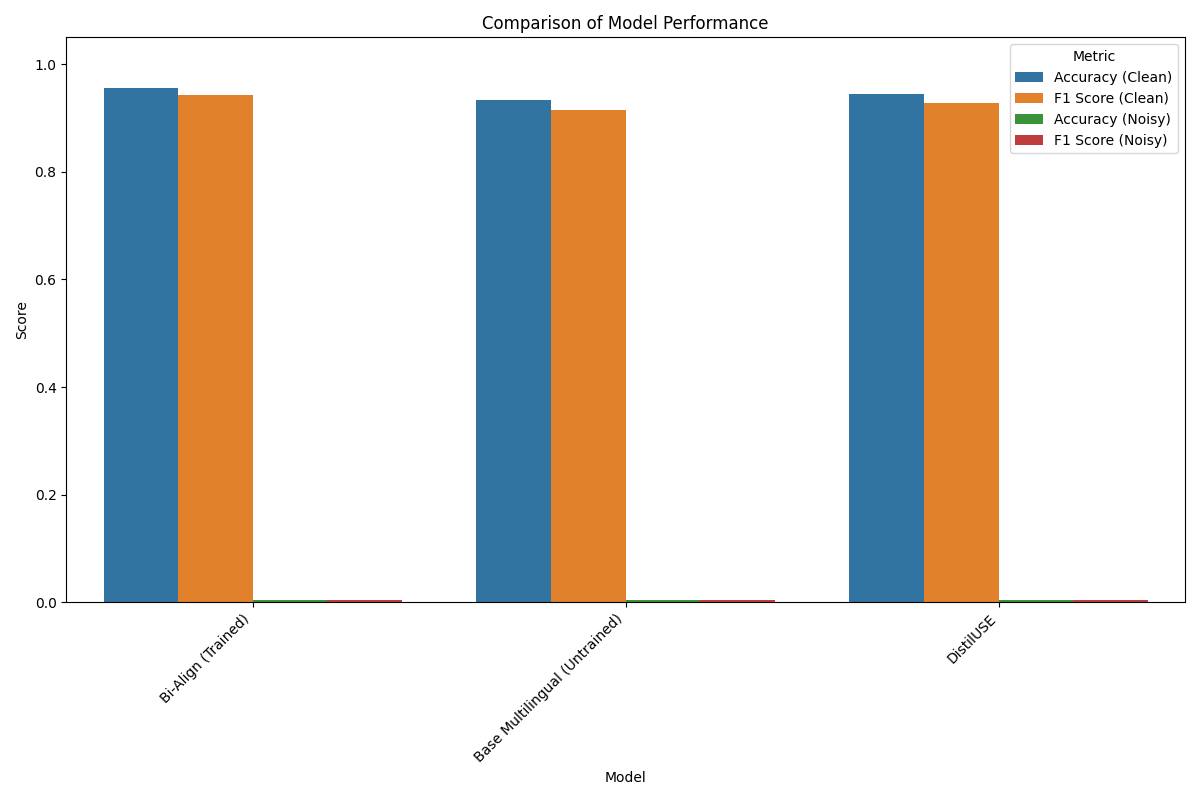 Comparison of Model Performance
Metric
Accuracy (Clean)
F1 Score (Clean)
Accuracy (Noisy)
F1 Score (Noisy)
1.0
0.8
0.6
0.4
0.2
0.0
Score
Bi-Align (Trained)
Base Multilingual (Untrained)
DistilUSE
Model